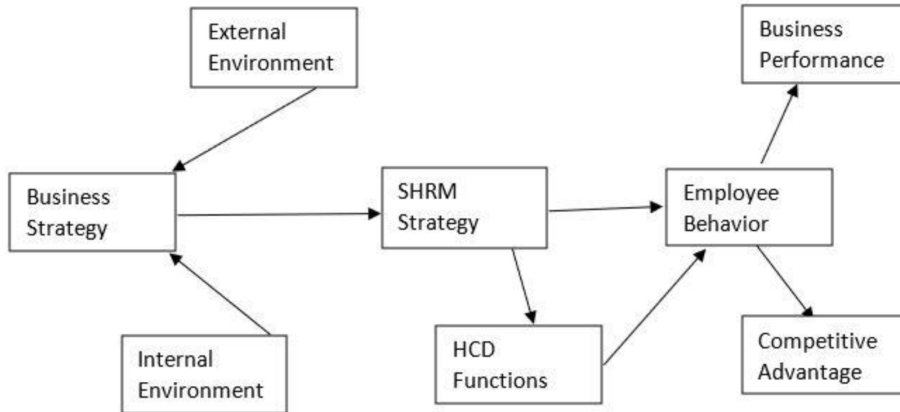 External
Environment
Business
Performance
Business
Strategy
SHRM
Strategy
Employee
Behavior
Internal
Environment
HCD
Functions
Competitive
Advantage